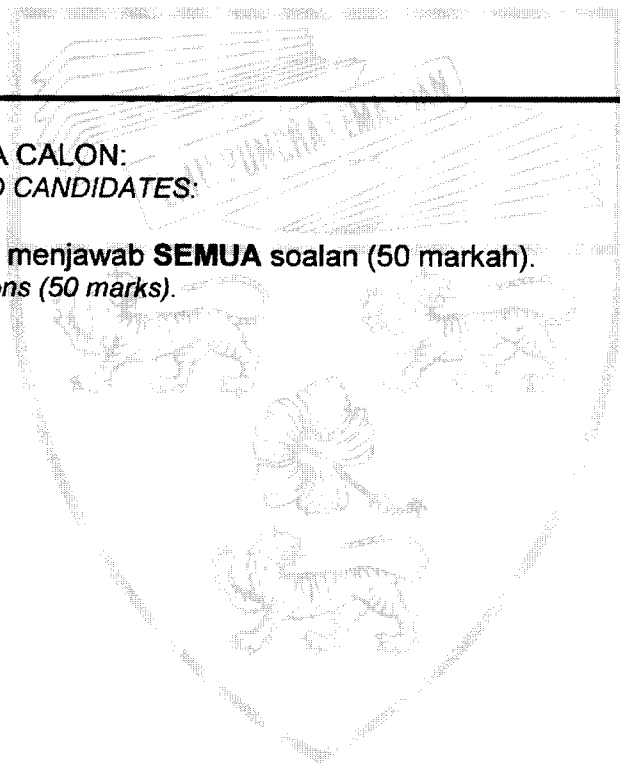 A CALON:
CANDIDATES:
menjawab SEMUA soalan (50 markah).
ons (50 marks).